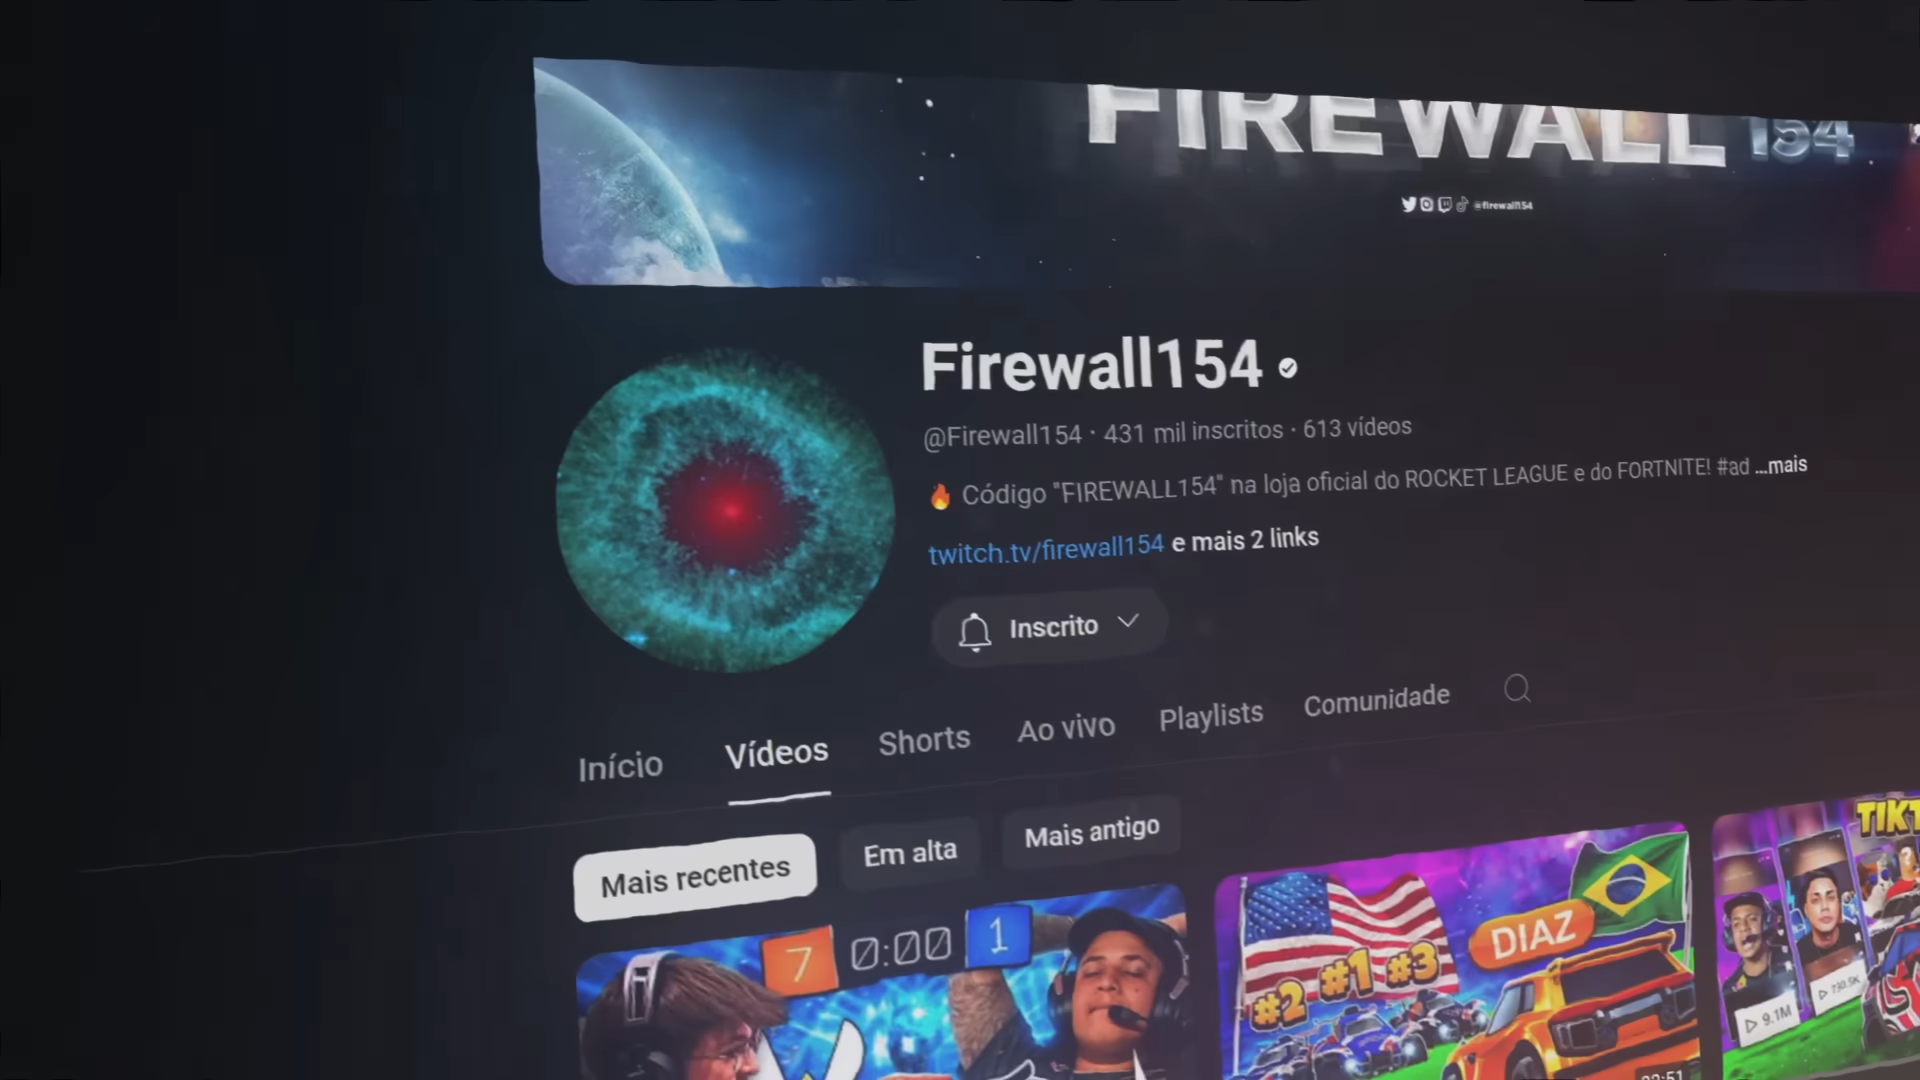 FIREWALL 154
@firewall154
Firewall154
@Firewall154 · 431 mil inscritos · 613 vídeos
🔥 Código "FIREWALL154" na loja oficial do ROCKET LEAGUE e do FORTNITE! #ad ...mais
twitch.tv/firewall154 e mais 2 links
Inscrito
Início Vídeos Shorts Ao vivo Playlists Comunidade
Mais recentes Em alta Mais antigo
7 0:00 1
#2 #1 #3 DIAZ
TIKT
9.1M
730.5K